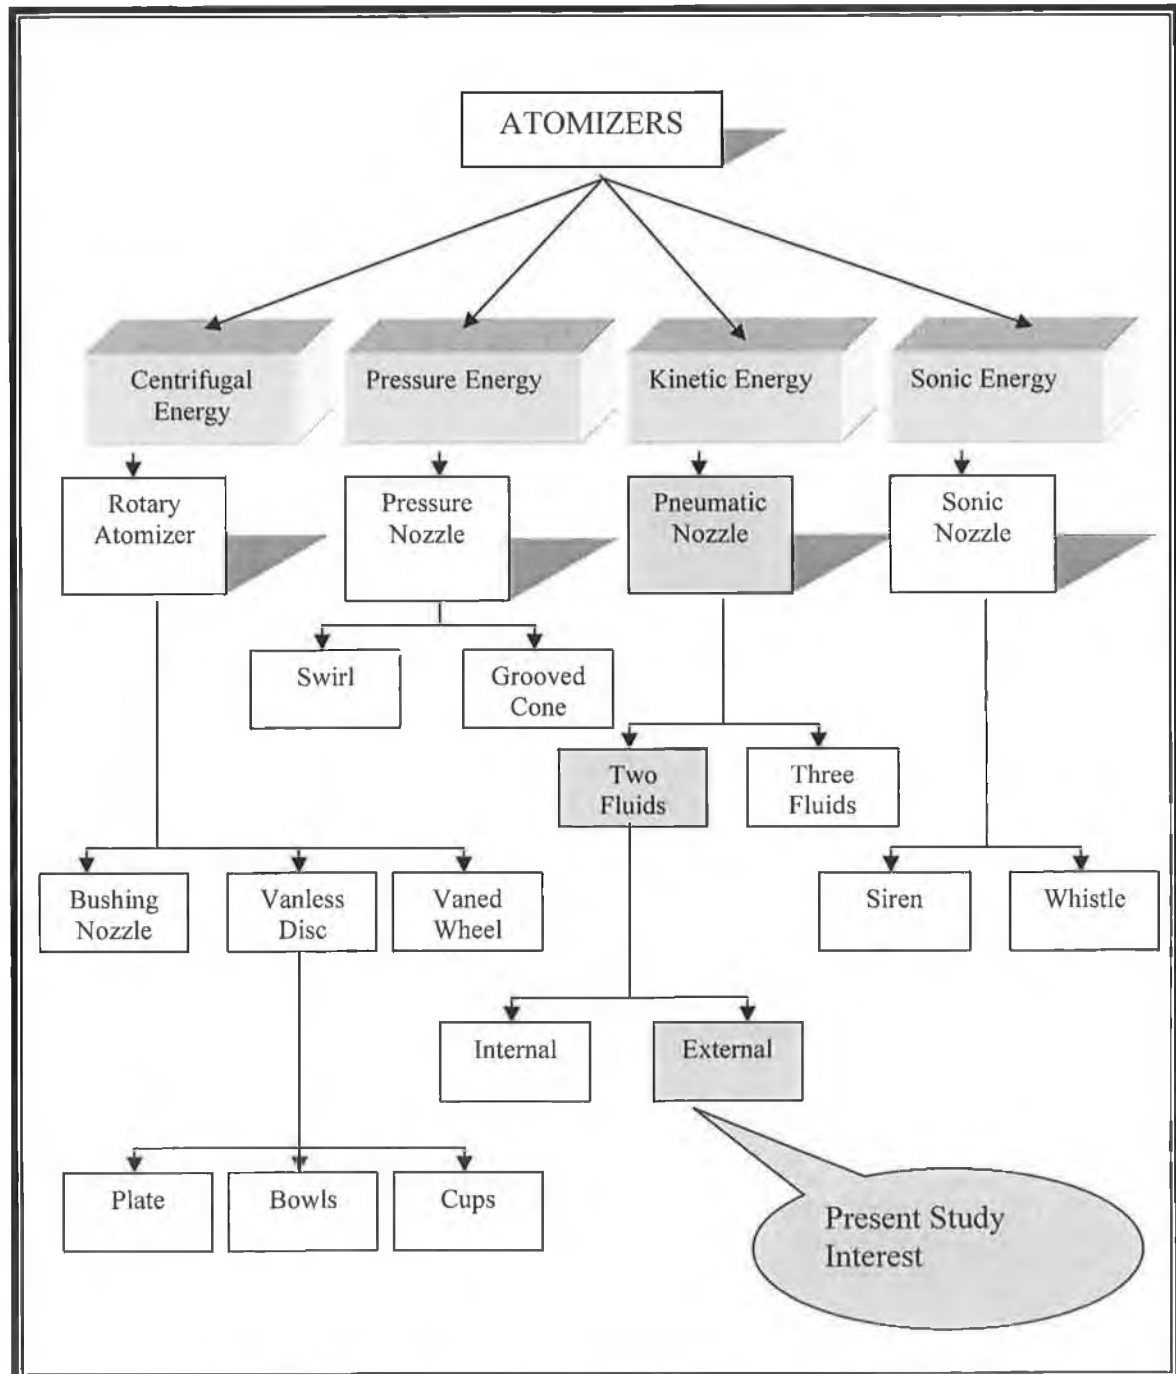 ATOMIZERS
Centrifugal
Energy
Pressure Energy
Kinetic Energy
Sonic Energy
Rotary
Atomizer
Pressure
Nozzle
Pneumatic
Nozzle
Sonic
Nozzle
Swirl
Grooved
Cone
Two
Fluids
Three
Fluids
Bushing
Nozzle
Vanless
Disc
Vaned
Wheel
Siren
Whistle
Internal
External
Plate
Bowls
Cups
Present Study
Interest